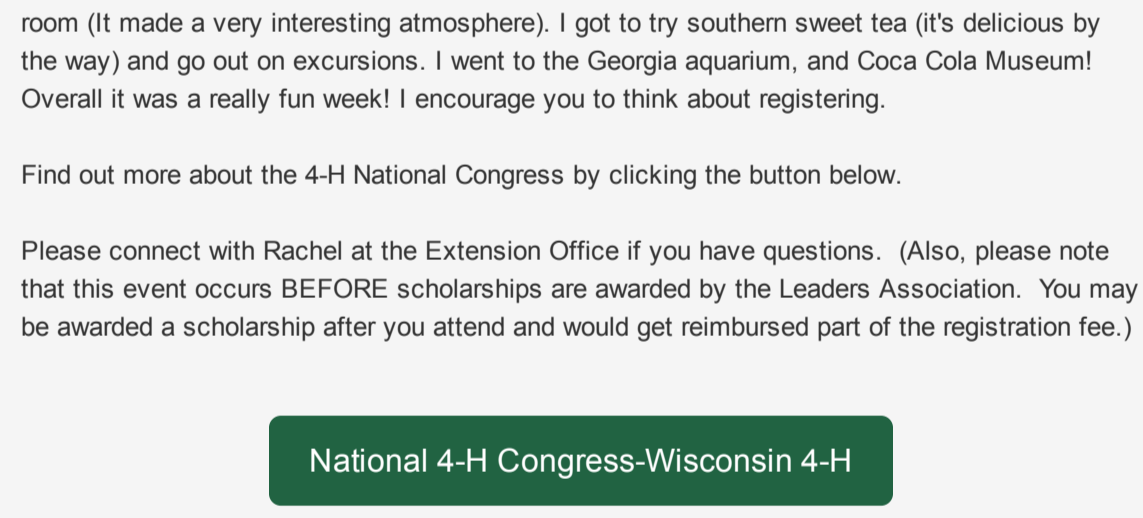 room (It made a very interesting atmosphere). I got to try southern sweet tea (it's delicious by
the way) and go out on excursions. I went to the Georgia aquarium, and Coca Cola Museum!
Overall it was a really fun week! I encourage you to think about registering.
Find out more about the 4-H National Congress by clicking the button below.
Please connect with Rachel at the Extension Office if you have questions.  (Also, please note
that this event occurs BEFORE scholarships are awarded by the Leaders Association.  You may
be awarded a scholarship after you attend and would get reimbursed part of the registration fee.)
National 4-H Congress-Wisconsin 4-H